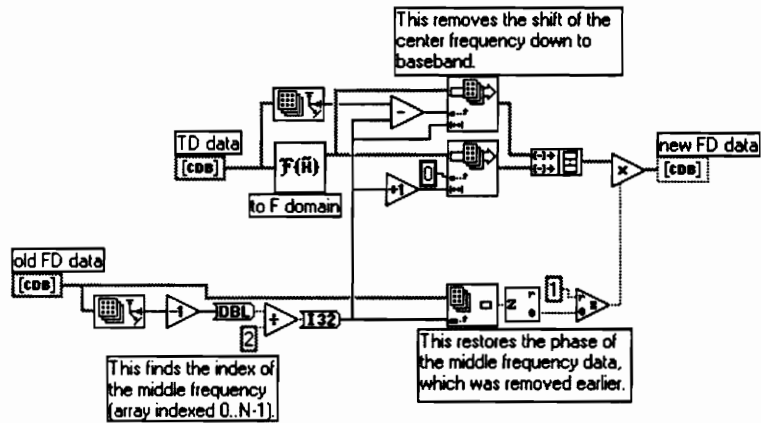 This removes the shift of the
center frequency down to
baseband.
TD data
[CDB]
F{H̃}
to F domain
-
+1
0
new FD data
[CDB]
x
old FD data
[CDB]
-1
DBL
÷
2
I32
z
r
θ
1
r
θ
z
This finds the index of
the middle frequency
(array indexed 0..N-1).
This restores the phase of
the middle frequency data,
which was removed earlier.